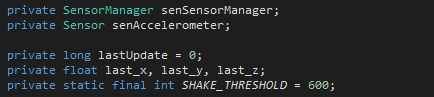 private SensorManager senSensorManager;
private Sensor senAccelerometer;
private long lastUpdate = 0;
private float last_x, last_y, last_z;
private static final int SHAKE_THRESHOLD = 600;